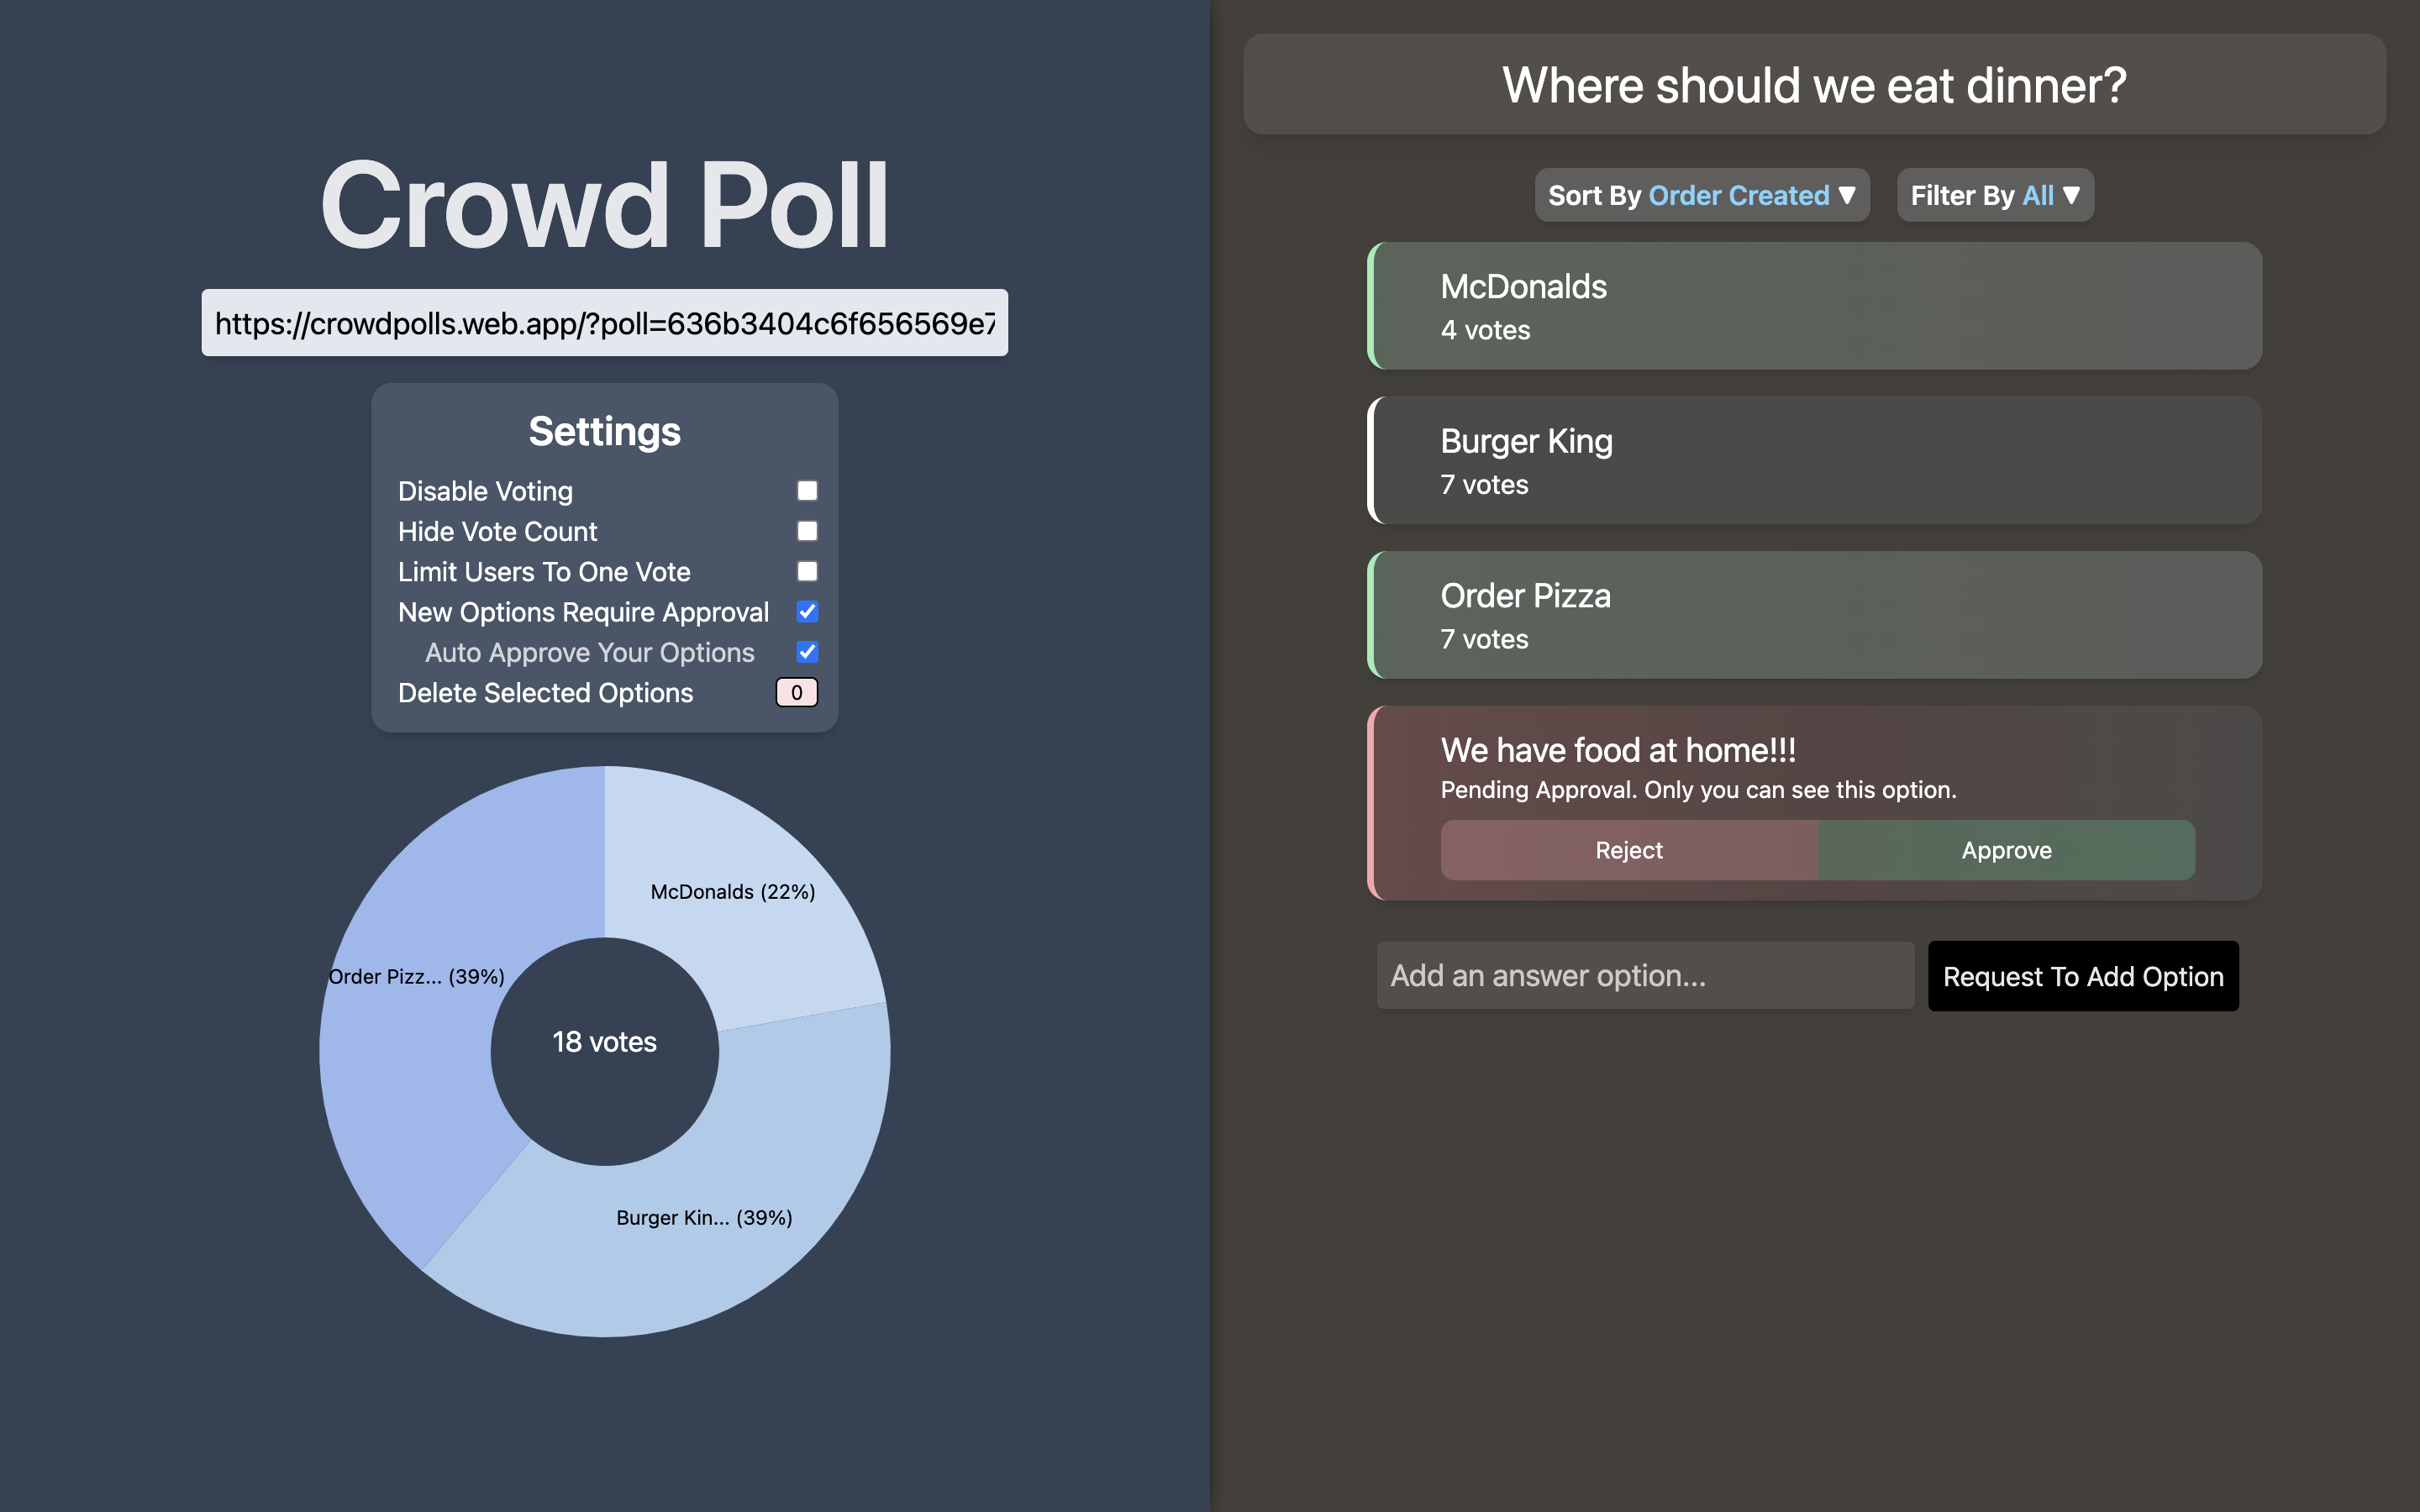 Crowd Poll
https://crowdpolls.web.app/?poll=636b3404c6f656569e7
Settings
Disable Voting
Hide Vote Count
Limit Users To One Vote
New Options Require Approval
Auto Approve Your Options
Delete Selected Options 0
McDonalds (22%)
Order Pizz... (39%)
18 votes
Burger Kin... (39%)
Where should we eat dinner?
Sort By Order Created ▼ Filter By All ▼
McDonalds
4 votes
Burger King
7 votes
Order Pizza
7 votes
We have food at home!!!
Pending Approval. Only you can see this option.
Reject Approve
Add an answer option... Request To Add Option